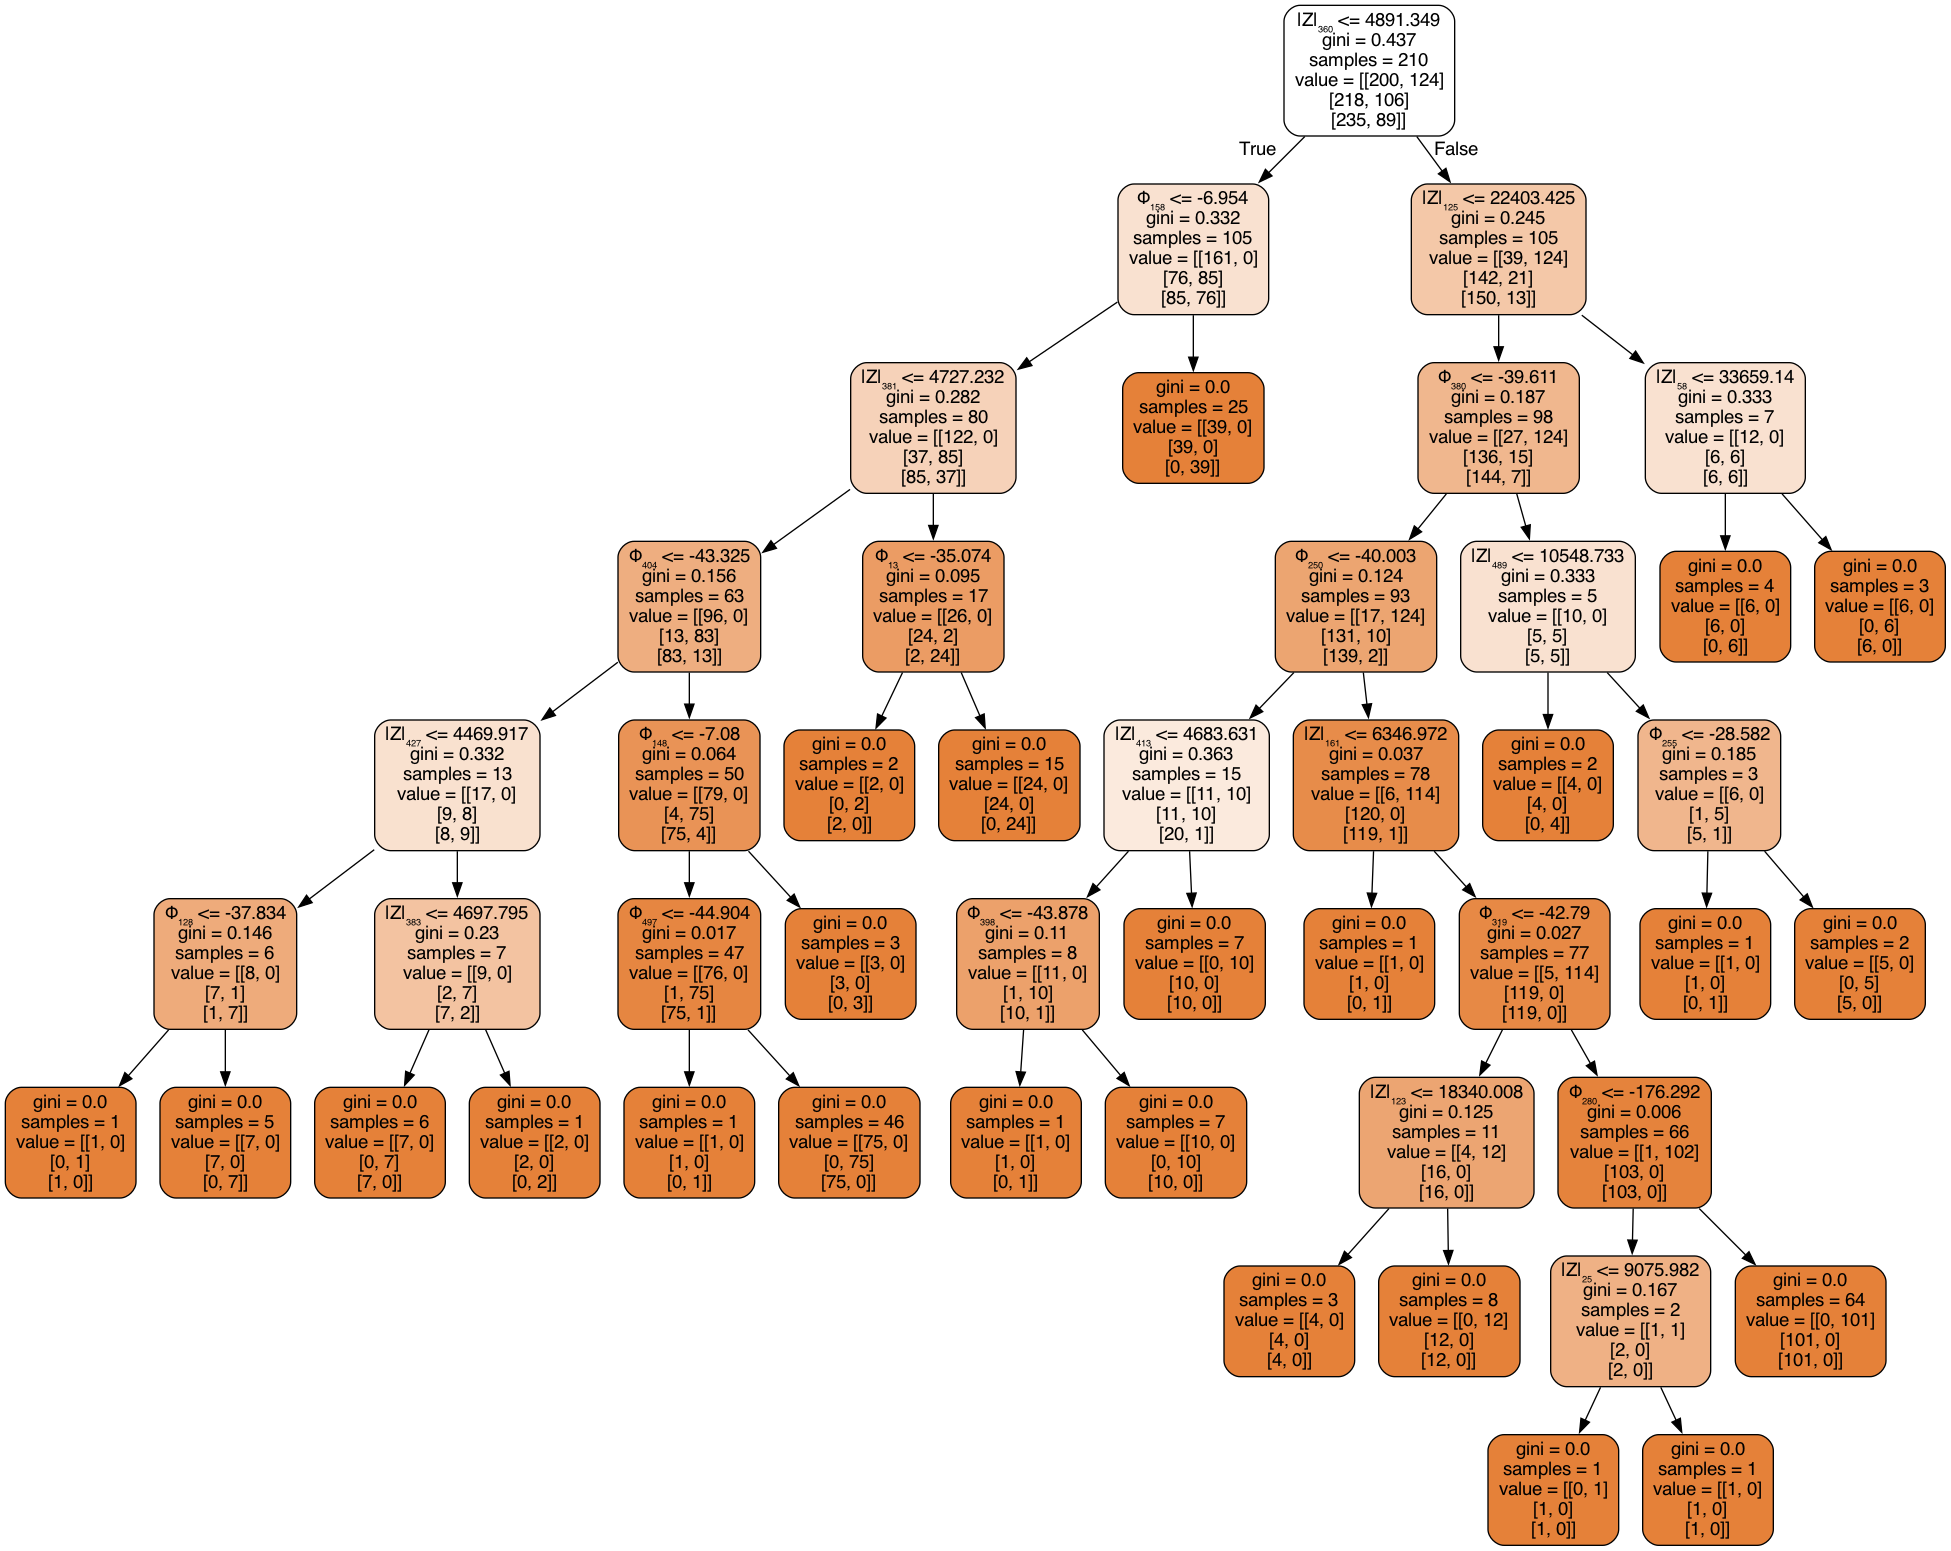 |Z|₃₆₀ <= 4891.349
gini = 0.437
samples = 210
value = [[200, 124]
[218, 106]
[235, 89]]
True
False
Φ₁₅₈ <= -6.954
gini = 0.332
samples = 105
value = [[161, 0]
[76, 85]
[85, 76]]
|Z|₁₂₅ <= 22403.425
gini = 0.245
samples = 105
value = [[39, 124]
[142, 21]
[150, 13]]
|Z|₃₈₁ <= 4727.232
gini = 0.282
samples = 80
value = [[122, 0]
[37, 85]
[85, 37]]
gini = 0.0
samples = 25
value = [[39, 0]
[39, 0]
[0, 39]]
Φ₃₈₀ <= -39.611
gini = 0.187
samples = 98
value = [[27, 124]
[136, 15]
[144, 7]]
|Z|₅₈ <= 33659.14
gini = 0.333
samples = 7
value = [[12, 0]
[6, 6]
[6, 6]]
Φ₄₀₄ <= -43.325
gini = 0.156
samples = 63
value = [[96, 0]
[13, 83]
[83, 13]]
Φ₁₃ <= -35.074
gini = 0.095
samples = 17
value = [[26, 0]
[24, 2]
[2, 24]]
Φ₂₅₀ <= -40.003
gini = 0.124
samples = 93
value = [[17, 124]
[131, 10]
[139, 2]]
|Z|₄₈₉ <= 10548.733
gini = 0.333
samples = 5
value = [[10, 0]
[5, 5]
[5, 5]]
gini = 0.0
samples = 4
value = [[6, 0]
[6, 0]
[0, 6]]
gini = 0.0
samples = 3
value = [[6, 0]
[0, 6]
[6, 0]]
|Z|₄₂₇ <= 4469.917
gini = 0.332
samples = 13
value = [[17, 0]
[9, 8]
[8, 9]]
Φ₁₄₈ <= -7.08
gini = 0.064
samples = 50
value = [[79, 0]
[4, 75]
[75, 4]]
gini = 0.0
samples = 2
value = [[2, 0]
[0, 2]
[2, 0]]
gini = 0.0
samples = 15
value = [[24, 0]
[24, 0]
[0, 24]]
|Z|₄₁₃ <= 4683.631
gini = 0.363
samples = 15
value = [[11, 10]
[11, 10]
[20, 1]]
|Z|₁₆₁ <= 6346.972
gini = 0.037
samples = 78
value = [[6, 114]
[120, 0]
[119, 1]]
gini = 0.0
samples = 2
value = [[4, 0]
[4, 0]
[0, 4]]
Φ₂₅₅ <= -28.582
gini = 0.185
samples = 3
value = [[6, 0]
[1, 5]
[5, 1]]
Φ₁₂₈ <= -37.834
gini = 0.146
samples = 6
value = [[8, 0]
[7, 1]
[1, 7]]
|Z|₃₈₃ <= 4697.795
gini = 0.23
samples = 7
value = [[9, 0]
[2, 7]
[7, 2]]
Φ₄₉₇ <= -44.904
gini = 0.017
samples = 47
value = [[76, 0]
[1, 75]
[75, 1]]
gini = 0.0
samples = 3
value = [[3, 0]
[3, 0]
[0, 3]]
Φ₃₉₈ <= -43.878
gini = 0.11
samples = 8
value = [[11, 0]
[1, 10]
[10, 1]]
gini = 0.0
samples = 7
value = [[0, 10]
[10, 0]
[10, 0]]
gini = 0.0
samples = 1
value = [[1, 0]
[1, 0]
[0, 1]]
Φ₃₁₉ <= -42.79
gini = 0.027
samples = 77
value = [[5, 114]
[119, 0]
[119, 0]]
gini = 0.0
samples = 1
value = [[1, 0]
[1, 0]
[0, 1]]
gini = 0.0
samples = 2
value = [[5, 0]
[0, 5]
[5, 0]]
gini = 0.0
samples = 1
value = [[1, 0]
[0, 1]
[1, 0]]
gini = 0.0
samples = 5
value = [[7, 0]
[7, 0]
[0, 7]]
gini = 0.0
samples = 6
value = [[7, 0]
[0, 7]
[7, 0]]
gini = 0.0
samples = 1
value = [[2, 0]
[2, 0]
[0, 2]]
gini = 0.0
samples = 1
value = [[1, 0]
[1, 0]
[0, 1]]
gini = 0.0
samples = 46
value = [[75, 0]
[0, 75]
[75, 0]]
gini = 0.0
samples = 1
value = [[1, 0]
[1, 0]
[0, 1]]
gini = 0.0
samples = 7
value = [[10, 0]
[0, 10]
[10, 0]]
|Z|₁₂₃ <= 18340.008
gini = 0.125
samples = 11
value = [[4, 12]
[16, 0]
[16, 0]]
Φ₂₈₀ <= -176.292
gini = 0.006
samples = 66
value = [[1, 102]
[103, 0]
[103, 0]]
gini = 0.0
samples = 3
value = [[4, 0]
[4, 0]
[4, 0]]
gini = 0.0
samples = 8
value = [[0, 12]
[12, 0]
[12, 0]]
|Z|₂₅ <= 9075.982
gini = 0.167
samples = 2
value = [[1, 1]
[2, 0]
[2, 0]]
gini = 0.0
samples = 64
value = [[0, 101]
[101, 0]
[101, 0]]
gini = 0.0
samples = 1
value = [[0, 1]
[1, 0]
[1, 0]]
gini = 0.0
samples = 1
value = [[1, 0]
[1, 0]
[1, 0]]